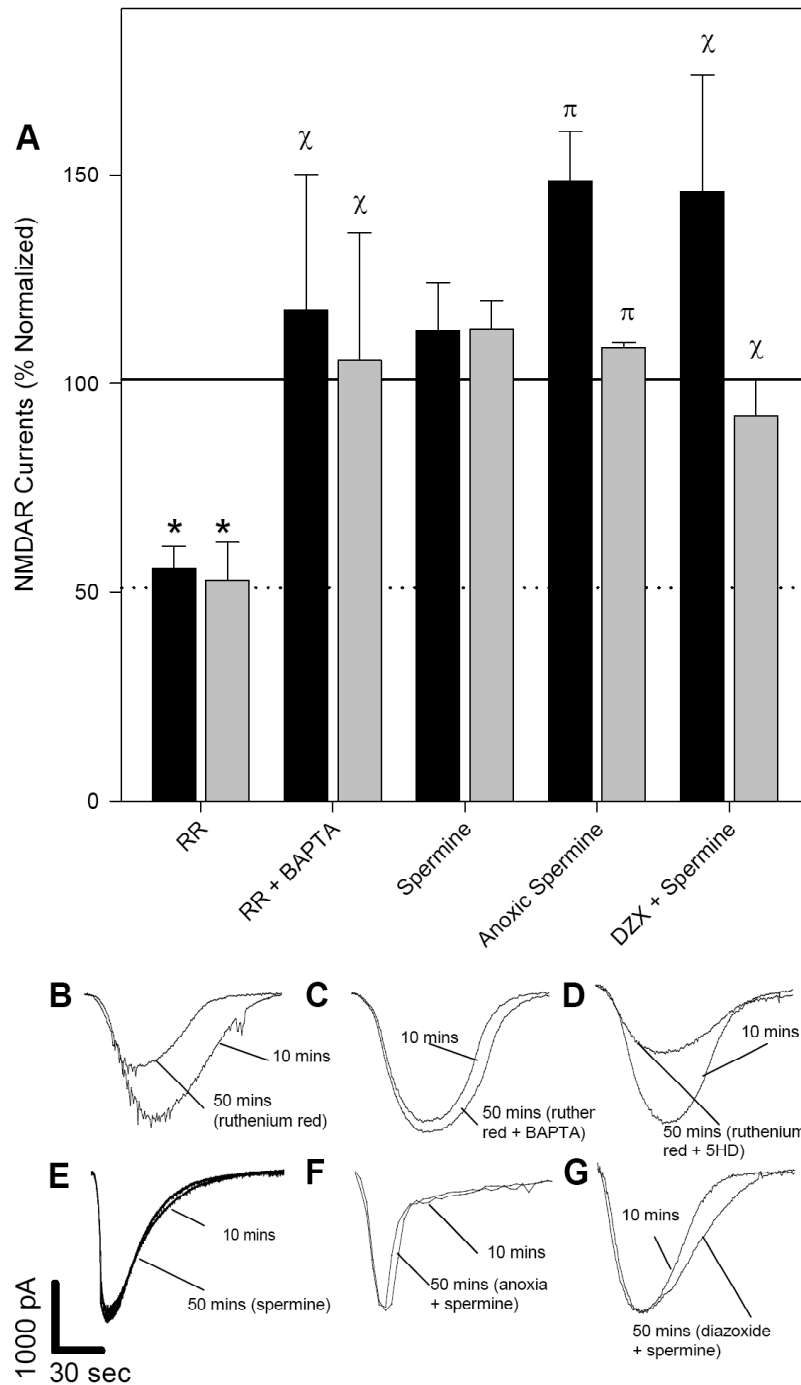 A
NMDAR Currents (% Normalized)
150
100
50
0
*
*
χ
χ
π
π
χ
χ
RR
RR + BAPTA
Spermine
Anoxic Spermine
DZX + Spermine
B
10 mins
50 mins
(ruthenium red)
C
10 mins
50 mins (ruther
red + BAPTA)
D
10 mins
50 mins (ruthenium
red + 5HD)
E
10 mins
50 mins (spermine)
F
10 mins
50 mins (anoxia
+ spermine)
G
10 mins
50 mins (diazoxide
+ spermine)
1000 pA
30 sec